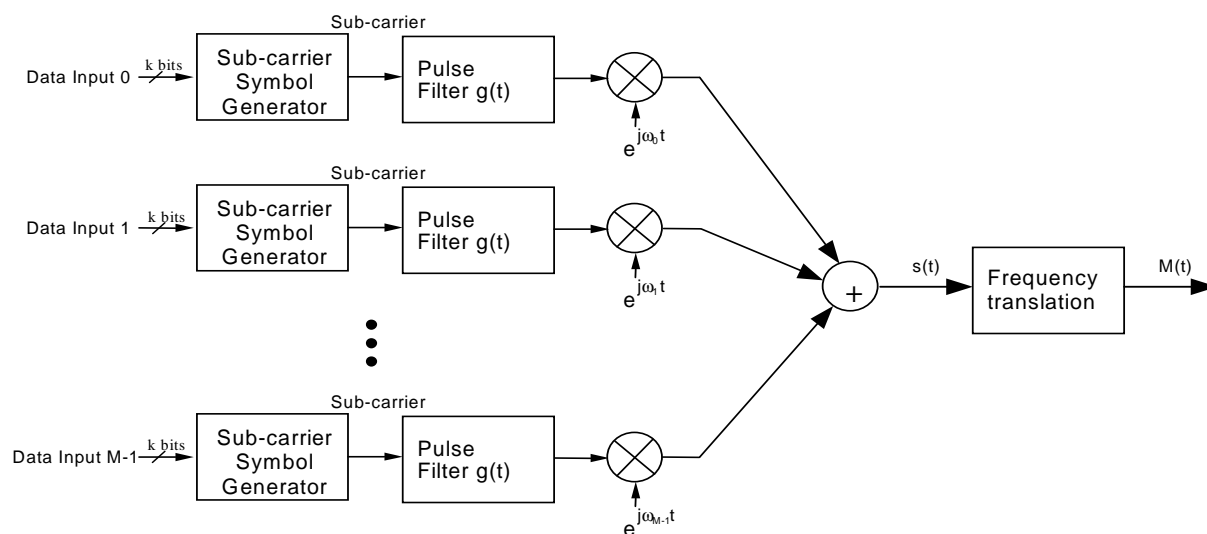 Sub-carrier
Data Input 0
k bits
Sub-carrier
Symbol
Generator
Pulse
Filter g(t)
e^{jω_0 t}
Sub-carrier
Data Input 1
k bits
Sub-carrier
Symbol
Generator
Pulse
Filter g(t)
e^{jω_1 t}
+
s(t)
Frequency
translation
M(t)
Sub-carrier
Data Input M-1
k bits
Sub-carrier
Symbol
Generator
Pulse
Filter g(t)
e^{jω_{M-1} t}